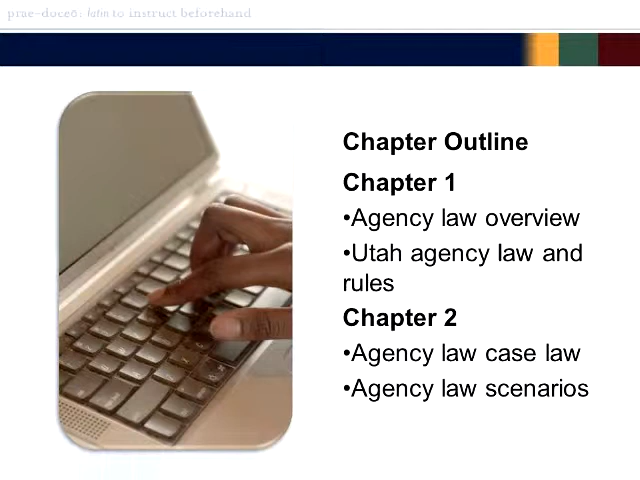 prae-doceō: latin to instruct beforehand
Chapter Outline
Chapter 1
•Agency law overview
•Utah agency law and
rules
Chapter 2
•Agency law case law
•Agency law scenarios